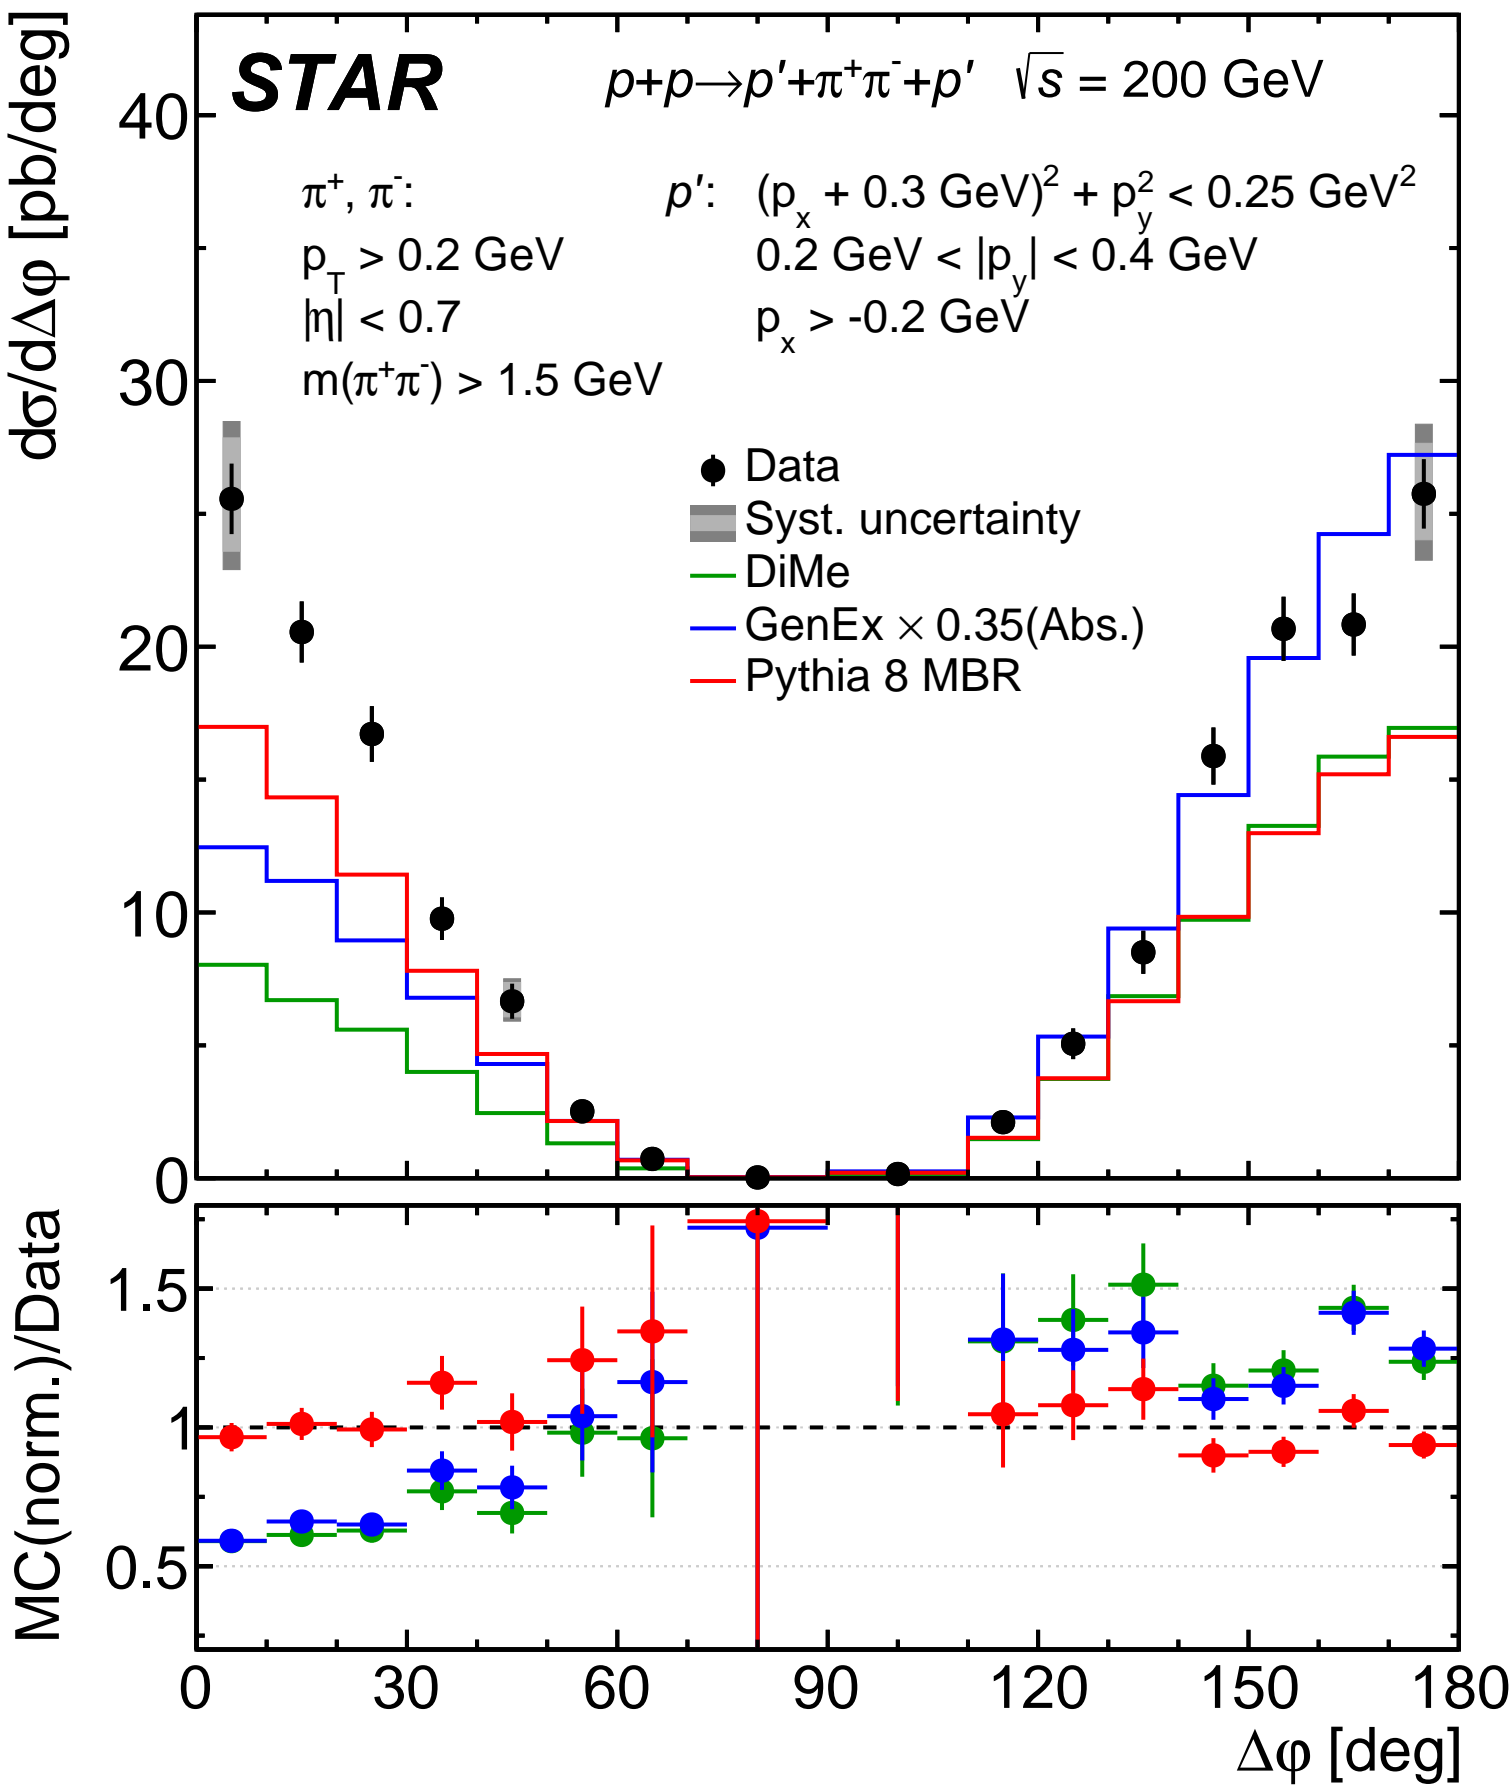 STAR p+p→p′+π⁺π⁻+p′ √s = 200 GeV
π⁺, π⁻: p′: (pₓ + 0.3 GeV)² + p_y² < 0.25 GeV²
p_T > 0.2 GeV 0.2 GeV < |p_y| < 0.4 GeV
|η| < 0.7 pₓ > -0.2 GeV
m(π⁺π⁻) > 1.5 GeV
Data
Syst. uncertainty
DiMe
GenEx × 0.35(Abs.)
Pythia 8 MBR
dσ/dΔφ [pb/deg]
40
30
20
10
0
MC(norm.)/Data
1.5
1
0.5
0 30 60 90 120 150 180
Δφ [deg]